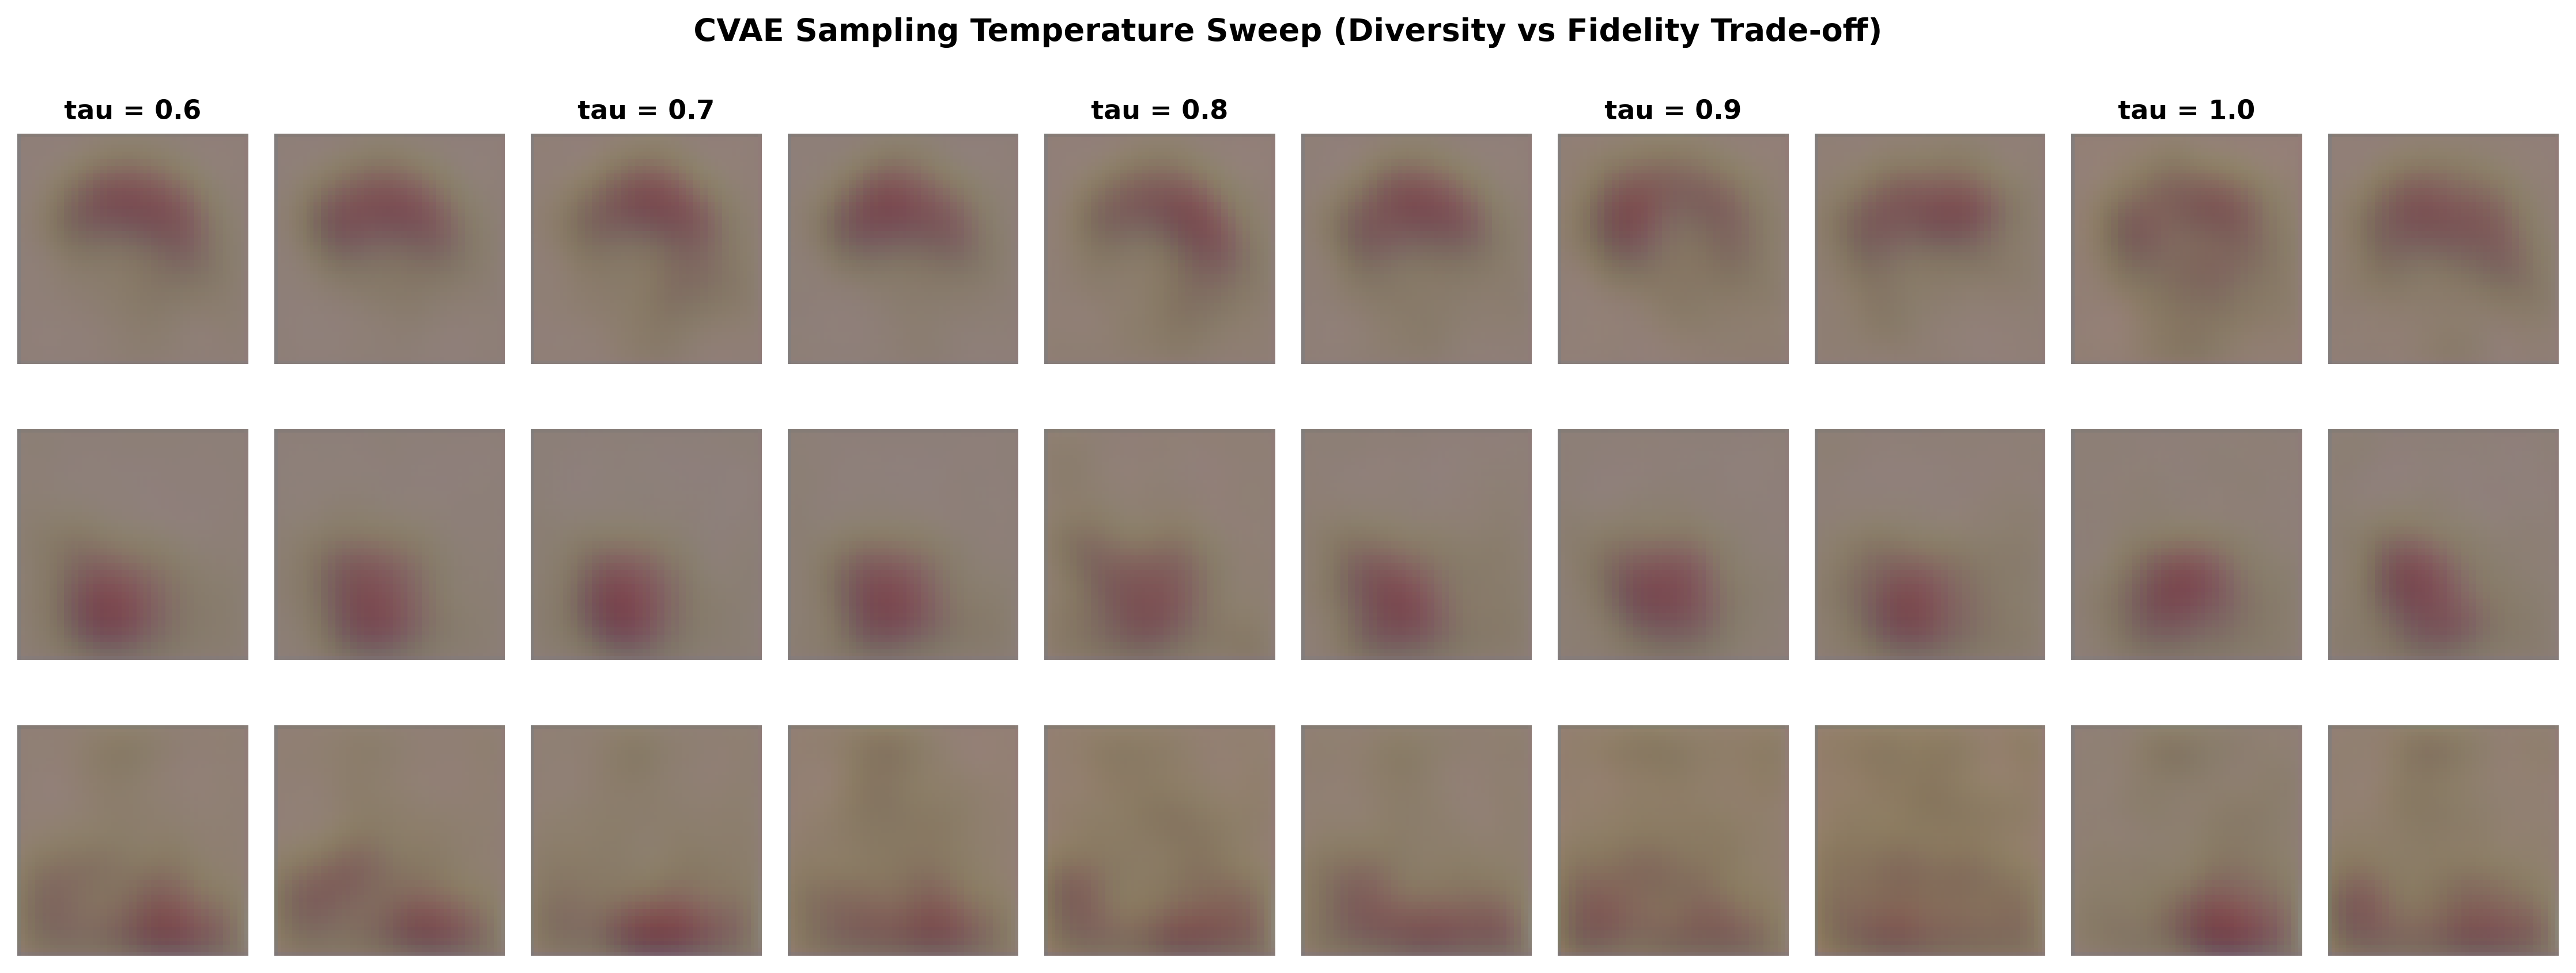 CVAE Sampling Temperature Sweep (Diversity vs Fidelity Trade-off)
tau = 0.6 tau = 0.7 tau = 0.8 tau = 0.9 tau = 1.0